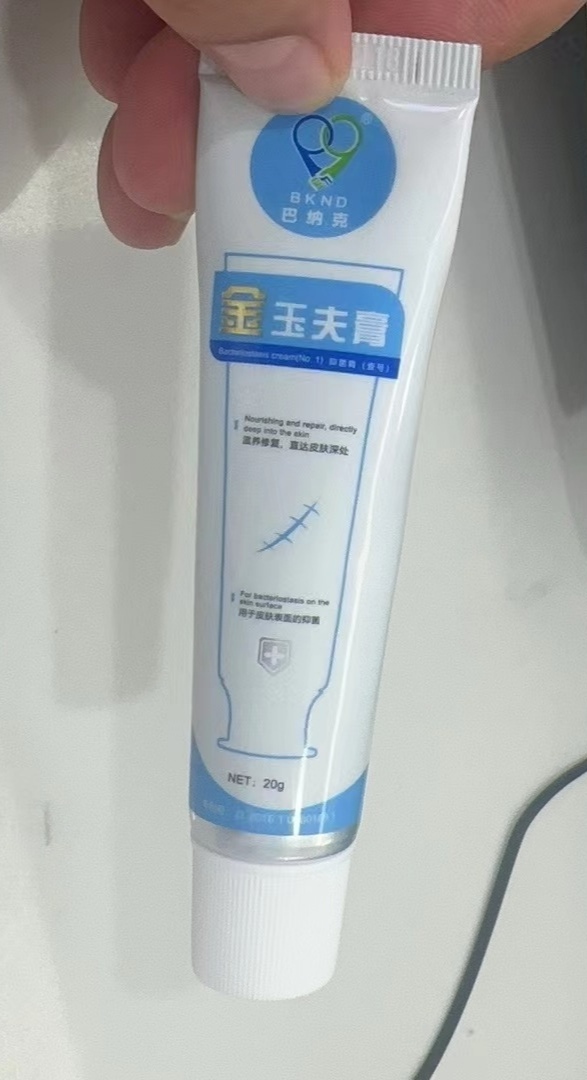 BKND
巴纳克
金玉夫膏
Bacteriostasis cream(No. 1) 抑菌膏(壹号)
Nourishing and repair, directly
deep into the skin
滋养修复,直达皮肤深处
For bacteriostasis on the
skin surface
用于皮肤表面的抑菌
NET: 20g